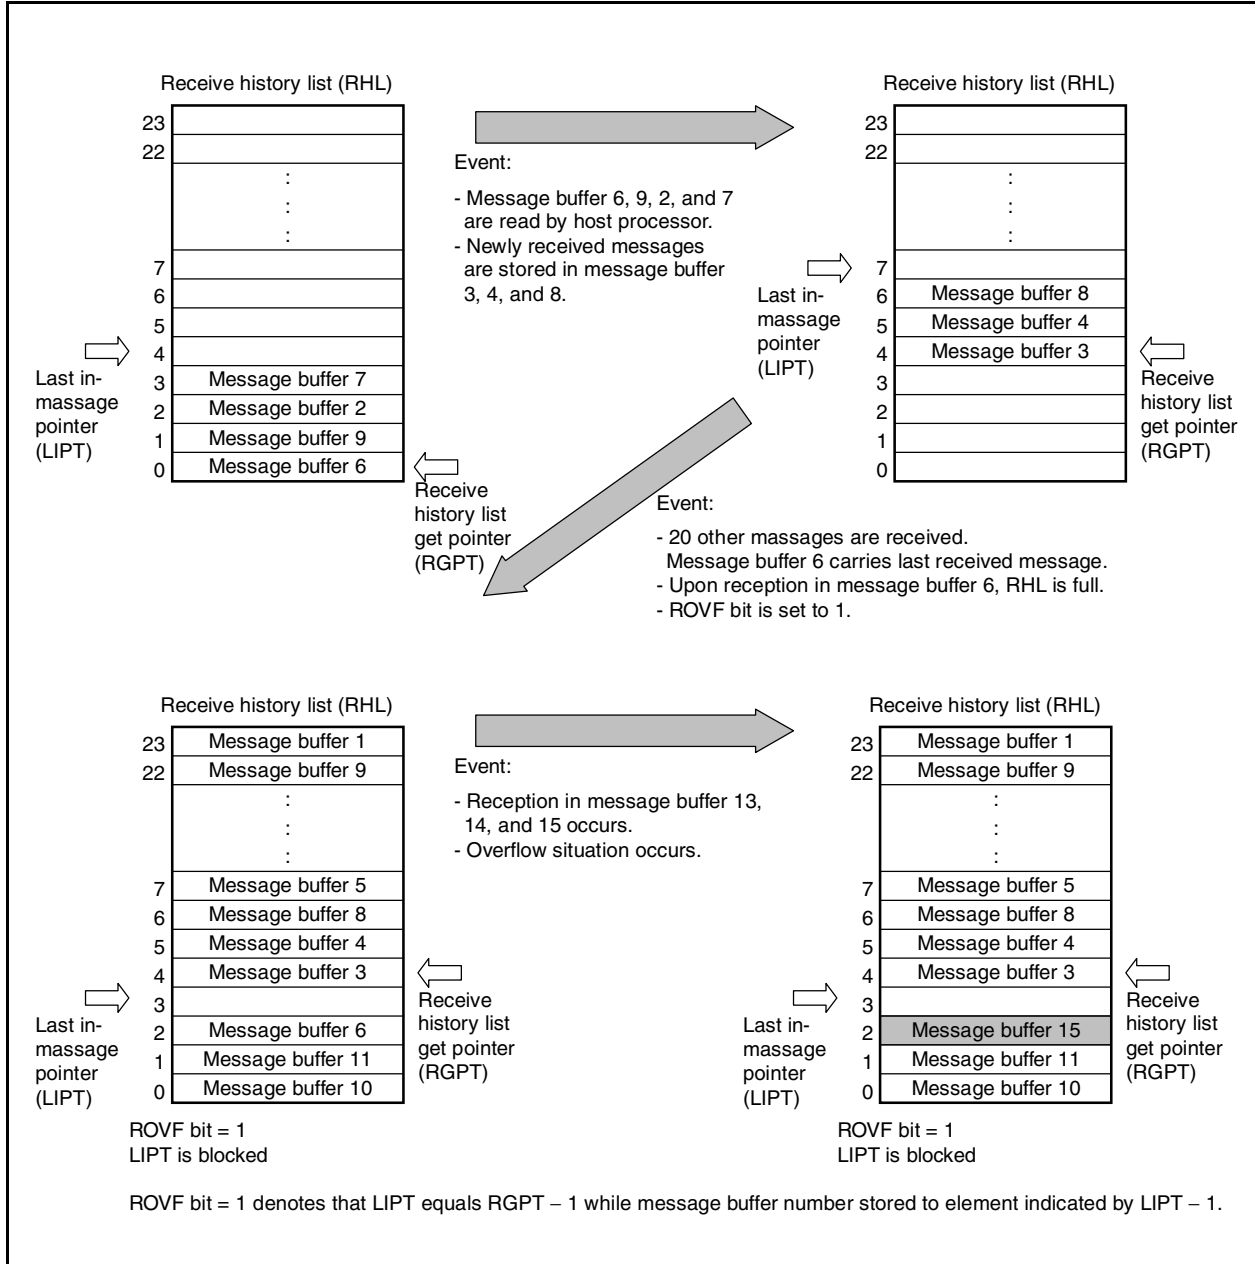 Receive history list (RHL)
23
22
:
:
:
7
6
5
4
3 Message buffer 7
2 Message buffer 2
1 Message buffer 9
0 Message buffer 6
Last in-
massage
pointer
(LIPT)
Receive
history list
get pointer
(RGPT)
Event:
- Message buffer 6, 9, 2, and 7
are read by host processor.
- Newly received messages
are stored in message buffer
3, 4, and 8.
Receive history list (RHL)
23
22
:
:
:
7
6 Message buffer 8
5 Message buffer 4
4 Message buffer 3
3
2
1
0
Last in-
massage
pointer
(LIPT)
Receive
history list
get pointer
(RGPT)
Event:
- 20 other massages are received.
Message buffer 6 carries last received message.
- Upon reception in message buffer 6, RHL is full.
- ROVF bit is set to 1.
Receive history list (RHL)
23 Message buffer 1
22 Message buffer 9
:
:
:
7 Message buffer 5
6 Message buffer 8
5 Message buffer 4
4 Message buffer 3
3
2 Message buffer 6
1 Message buffer 11
0 Message buffer 10
Last in-
massage
pointer
(LIPT)
Receive
history list
get pointer
(RGPT)
ROVF bit = 1
LIPT is blocked
Event:
- Reception in message buffer 13,
14, and 15 occurs.
- Overflow situation occurs.
Receive history list (RHL)
23 Message buffer 1
22 Message buffer 9
:
:
:
7 Message buffer 5
6 Message buffer 8
5 Message buffer 4
4 Message buffer 3
3
2 Message buffer 15
1 Message buffer 11
0 Message buffer 10
Last in-
massage
pointer
(LIPT)
Receive
history list
get pointer
(RGPT)
ROVF bit = 1
LIPT is blocked
ROVF bit = 1 denotes that LIPT equals RGPT – 1 while message buffer number stored to element indicated by LIPT – 1.